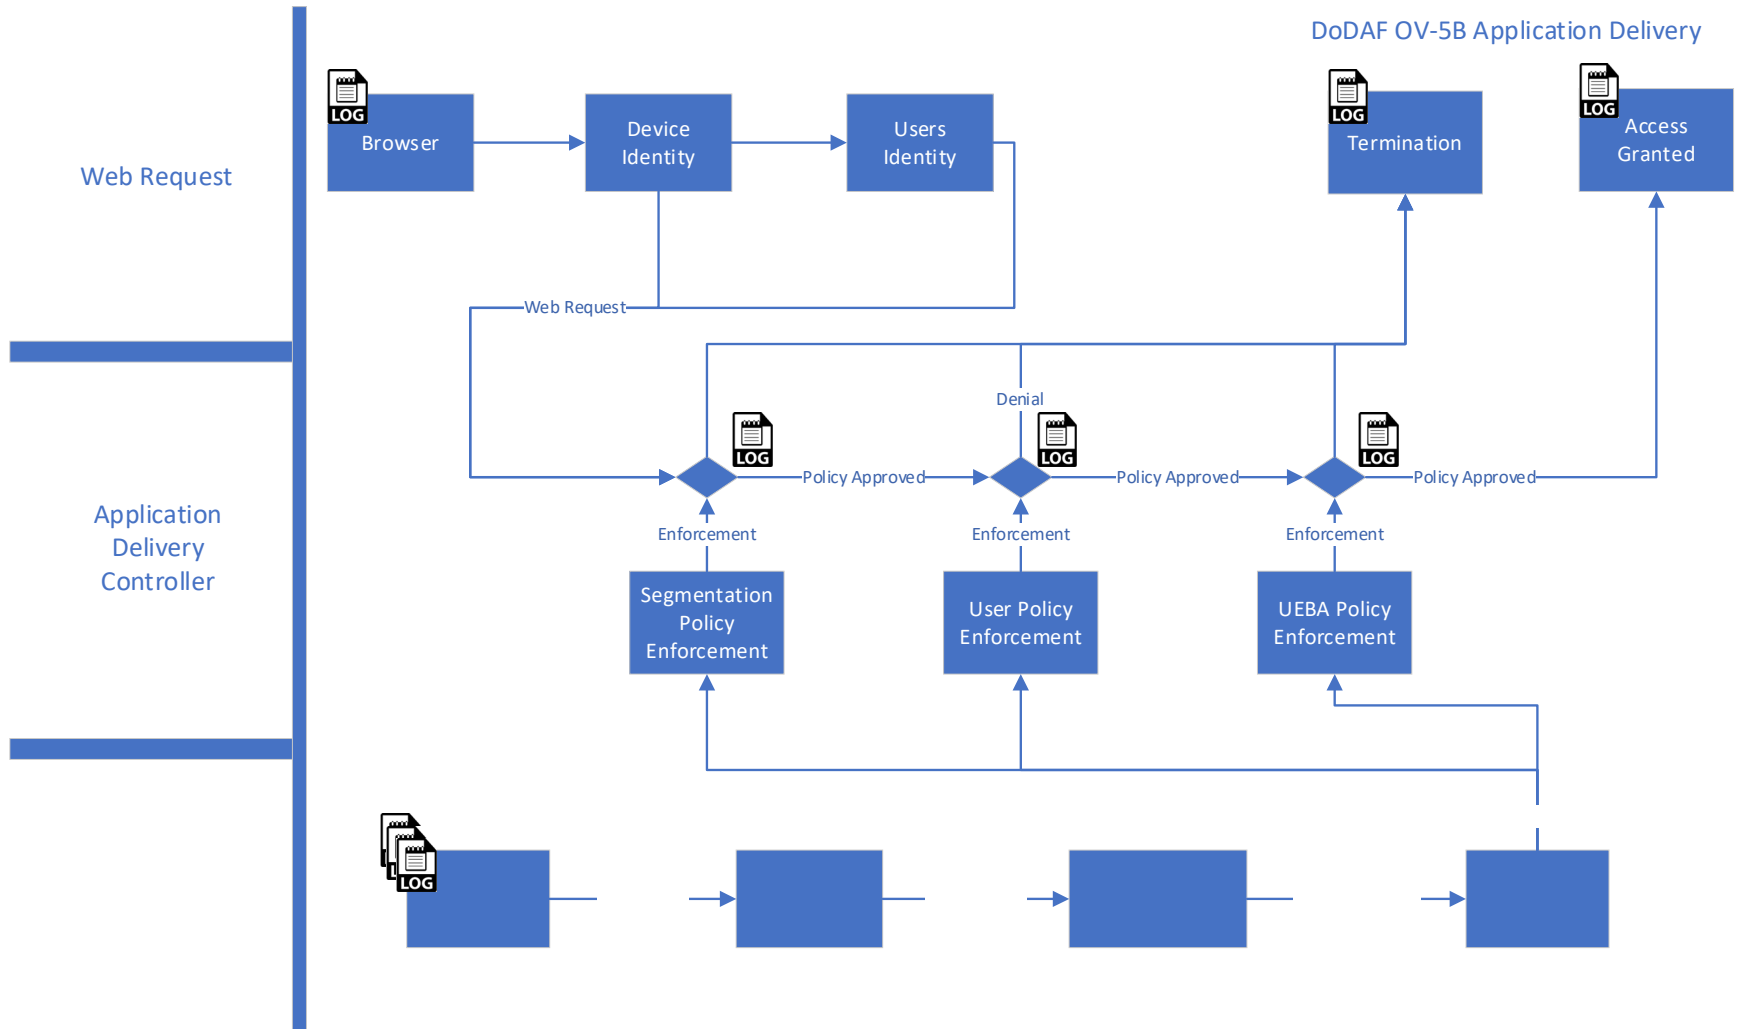 DoDAF OV-5B Application Delivery
Web Request
LOG
Browser
Device
Identity
Users
Identity
LOG
Termination
LOG
Access
Granted
Web Request
Denial
Application
Delivery
Controller
LOG
Policy Approved
LOG
Policy Approved
LOG
Policy Approved
Enforcement
Enforcement
Enforcement
Segmentation
Policy
Enforcement
User Policy
Enforcement
UEBA Policy
Enforcement
LOG